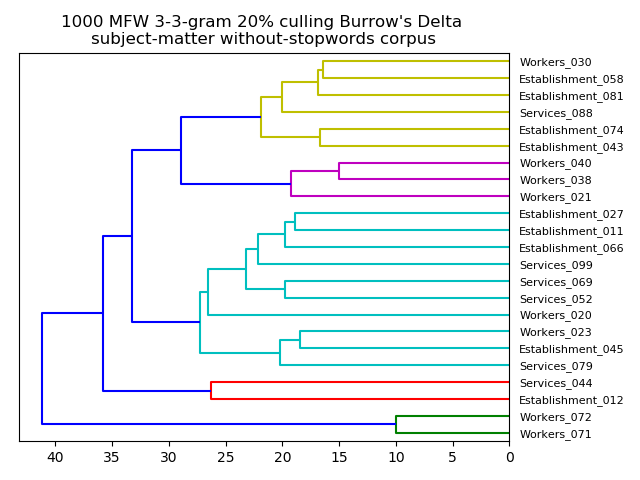 1000 MFW 3-3-gram 20% culling Burrow's Delta
subject-matter without-stopwords corpus
Workers_030
Establishment_058
Establishment_081
Services_088
Establishment_074
Establishment_043
Workers_040
Workers_038
Workers_021
Establishment_027
Establishment_011
Establishment_066
Services_099
Services_069
Services_052
Workers_020
Workers_023
Establishment_045
Services_079
Services_044
Establishment_012
Workers_072
Workers_071
40 35 30 25 20 15 10 5 0